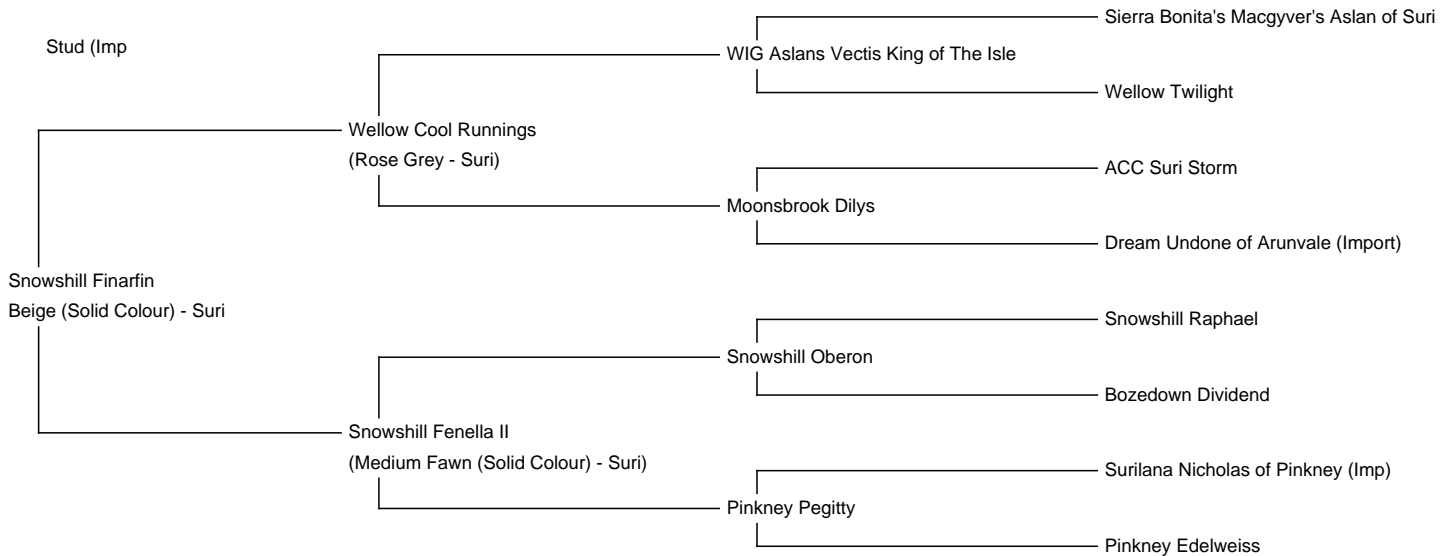 Sierra Bonita's Macgyver's Aslan of Suri
Stud (Imp
WIG Aslans Vectis King of The Isle
Wellow Twilight
Wellow Cool Runnings
(Rose Grey - Suri)
ACC Suri Storm
Moonsbrook Dilys
Dream Undone of Arunvale (Import)
Snowshill Finarfin
Beige (Solid Colour) - Suri
Snowshill Raphael
Snowshill Oberon
Bozedown Dividend
Snowshill Fenella II
(Medium Fawn (Solid Colour) - Suri)
Surilana Nicholas of Pinkney (Imp)
Pinkney Pegitty
Pinkney Edelweiss